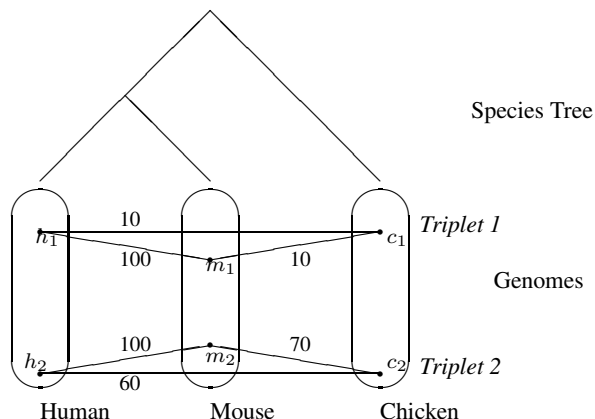 Species Tree
10
Triplet 1
h1
c1
100
m1
10
Genomes
100
70
h2
m2
c2
Triplet 2
60
Human Mouse Chicken